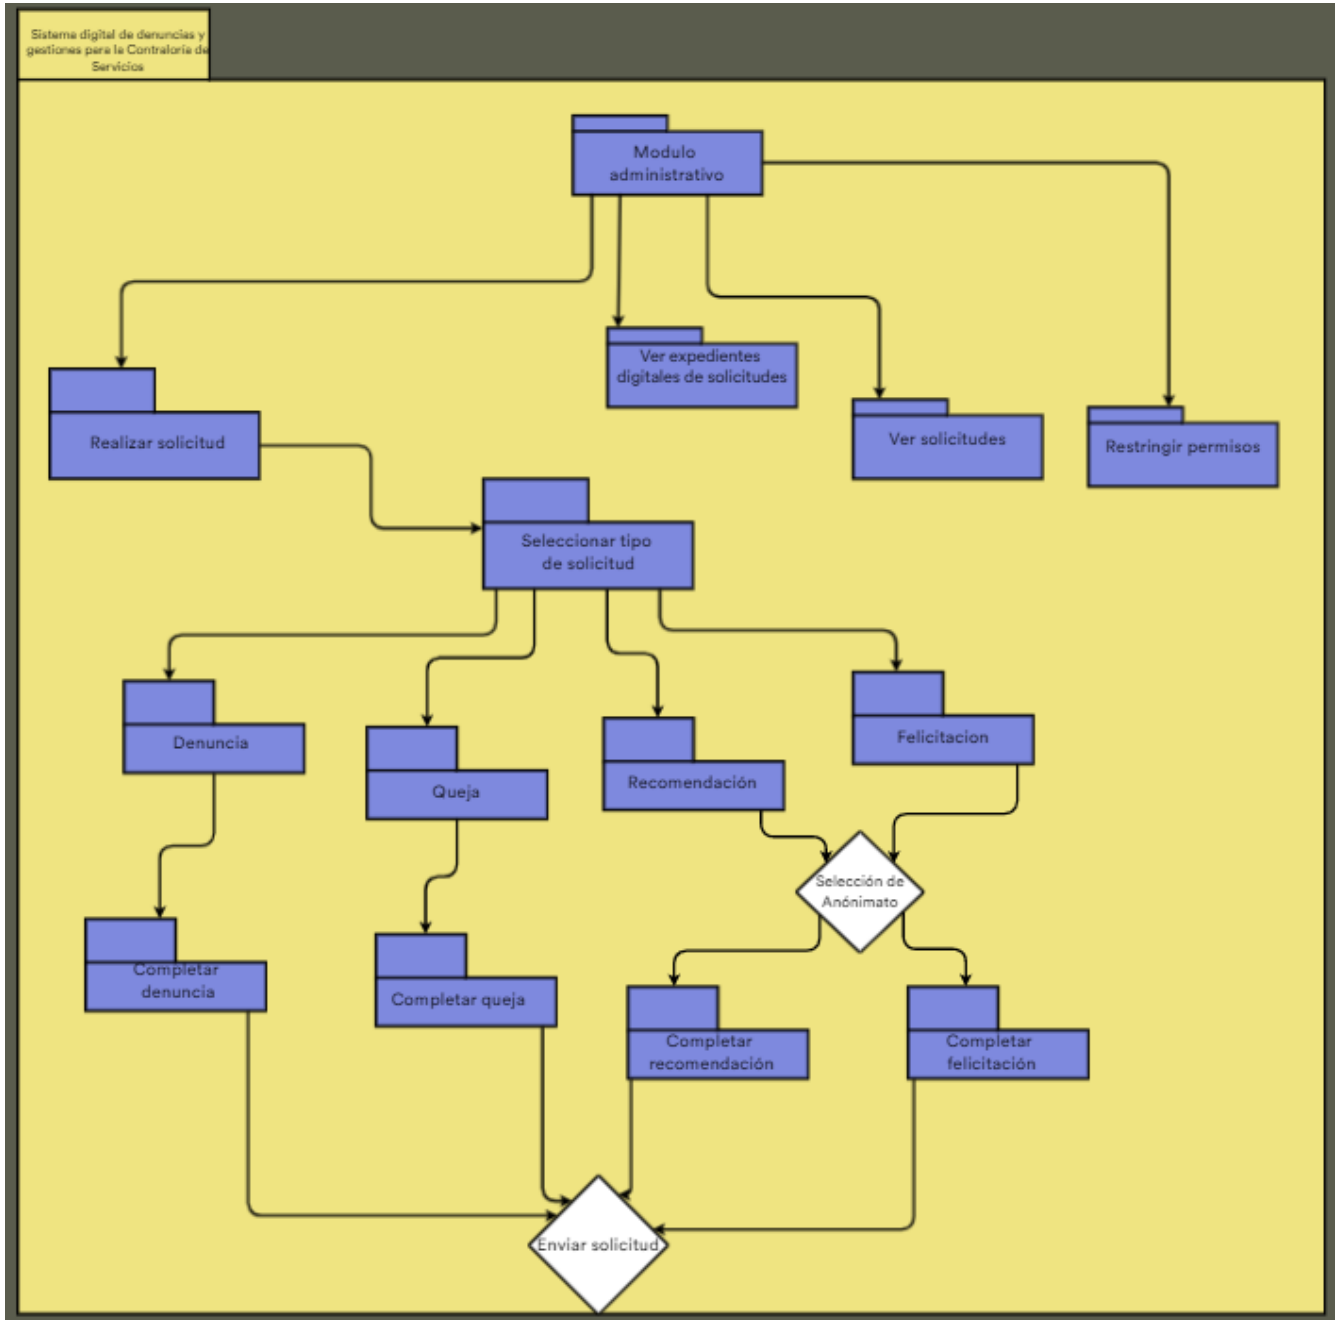 Sistema digital de denuncias y
gestiones para la Contraloría de
Servicios
Modulo
administrativo
Ver expedientes
digitales de solicitudes
Realizar solicitud
Ver solicitudes
Restringir permisos
Seleccionar tipo
de solicitud
Denuncia
Queja
Recomendación
Felicitacion
Selección de
Anónimato
Completar
denuncia
Completar queja
Completar
recomendación
Completar
felicitación
Enviar solicitud